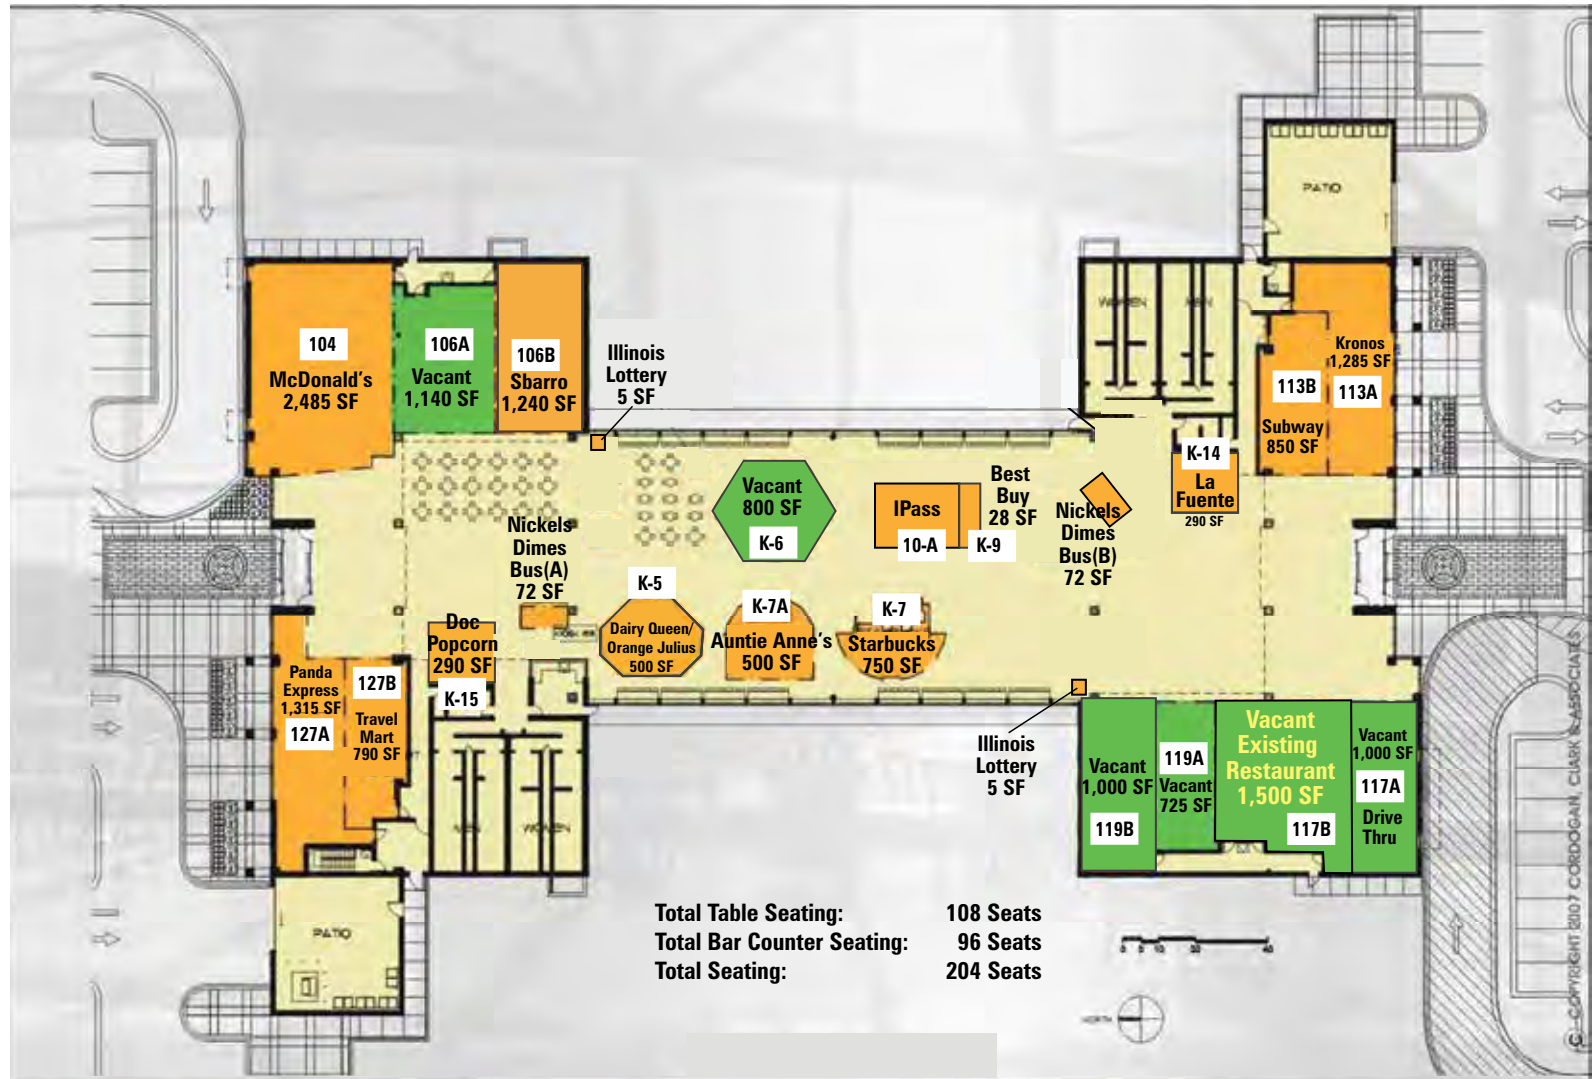 PATIO
WOMEN
MEN
104
McDonald's
2,485 SF
106A
Vacant
1,140 SF
106B
Sbarro
1,240 SF
Illinois
Lottery
5 SF
Kronos
1,285 SF
113A
113B
Subway
850 SF
K-14
La
Fuente
290 SF
Vacant
800 SF
K-6
IPass
10-A
Best
Buy
28 SF
K-9
Nickels
Dimes
Bus(B)
72 SF
Nickels
Dimes
Bus(A)
72 SF
K-5
Dairy Queen/
Orange Julius
500 SF
K-7A
Auntie Anne's
500 SF
K-7
Starbucks
750 SF
Doc
Popcorn
290 SF
K-15
Panda
Express
1,315 SF
127A
127B
Travel
Mart
790 SF
MEN
WOMEN
PATIO
Illinois
Lottery
5 SF
Vacant
1,000 SF
119B
119A
Vacant
725 SF
Vacant
Existing
Restaurant
1,500 SF
117B
Vacant
1,000 SF
117A
Drive
Thru
Total Table Seating: 108 Seats
Total Bar Counter Seating: 96 Seats
Total Seating: 204 Seats
NORTH
© COPYRIGHT 2007 CORDOGAN, CLARK & ASSOCIATES